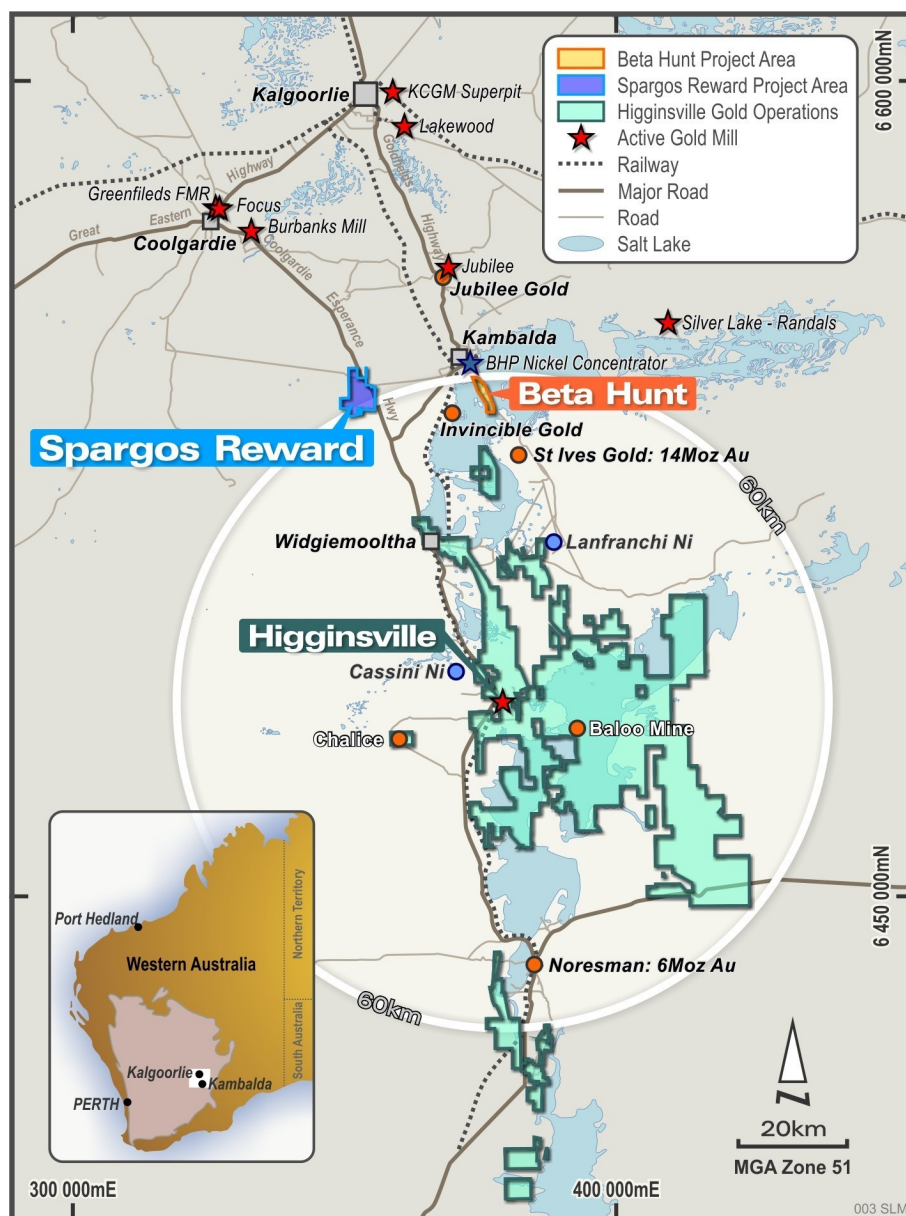 Beta Hunt Project Area
Spargos Reward Project Area
Higginsville Gold Operations
Active Gold Mill
Railway
Major Road
Road
Salt Lake
6 600 000mN
Kalgoorlie
KCGM Superpit
Lakewood
Goldfields
Highway
Highway
Greenfileds FMR
Focus
Great
Eastern
Coolgardie
Burbanks Mill
Coolgardie
Esperance
Hwy
Jubilee
Jubilee Gold
Silver Lake - Randals
Kambalda
BHP Nickel Concentrator
Beta Hunt
Spargos Reward
Invincible Gold
St Ives Gold: 14Moz Au
60km
Widgiemooltha
Lanfranchi Ni
Higginsville
Cassini Ni
Chalice
Baloo Mine
6 450 000mN
Noresman: 6Moz Au
60km
Port Hedland
Western Australia
Northern Territory
South Australia
Kalgoorlie
Kambalda
PERTH
N
20km
MGA Zone 51
300 000mE
400 000mE
003 SLM